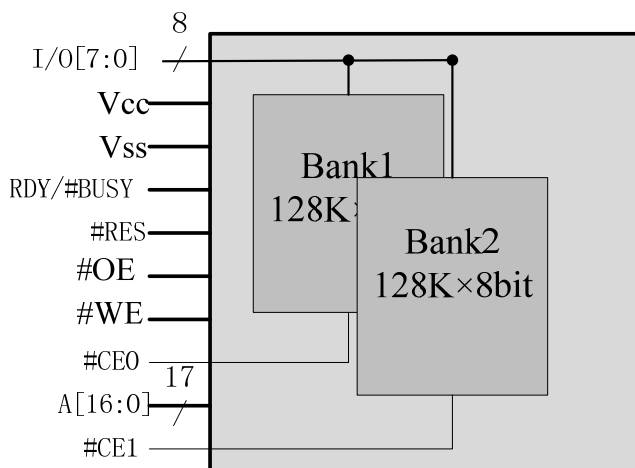 8
I/O[7:0]
Vcc
Vss
RDY/#BUSY
#RES
#OE
#WE
#CE0
17
A[16:0]
#CE1
Bank1
128K×
Bank2
128K×8bit